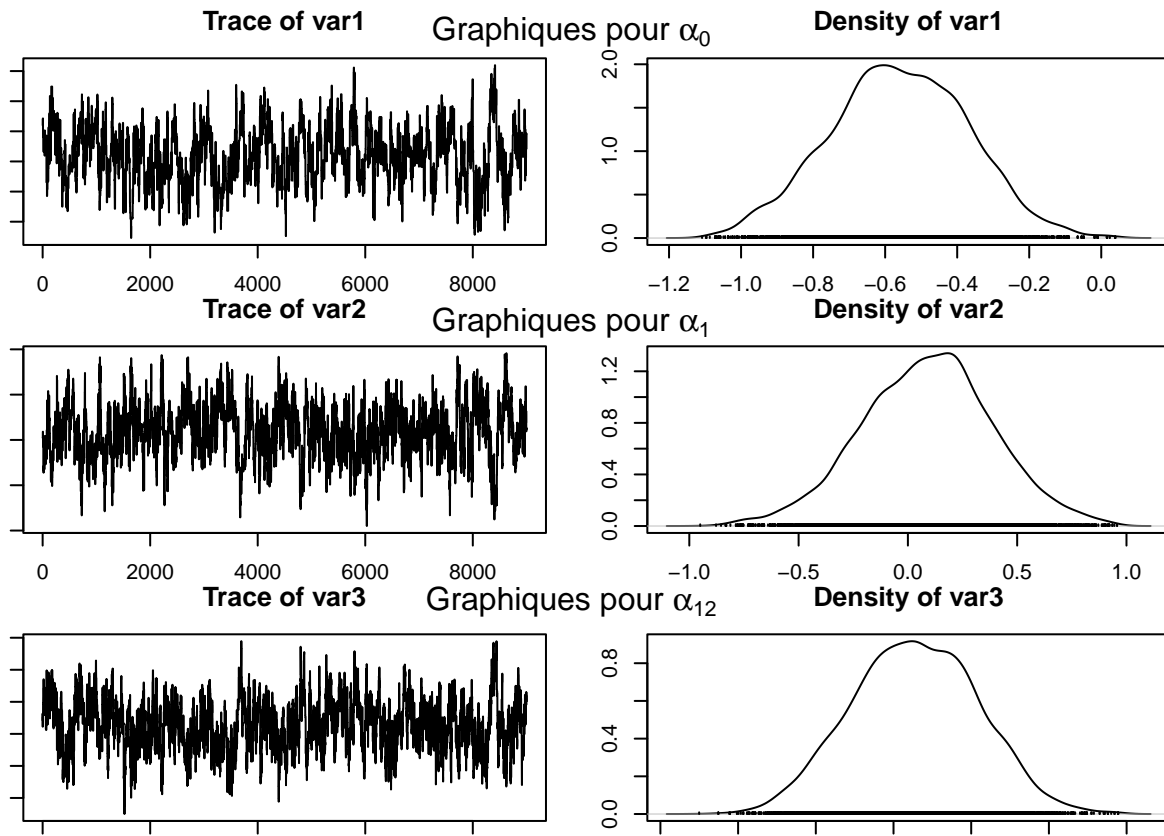 Graphiques pour α0
Trace of var1
Density of var1
0 2000 4000 6000 8000
0.0 1.0 2.0
−1.2 −1.0 −0.8 −0.6 −0.4 −0.2 0.0
Graphiques pour α1
Trace of var2
Density of var2
0 2000 4000 6000 8000
0.0 0.4 0.8 1.2
−1.0 −0.5 0.0 0.5 1.0
Graphiques pour α12
Trace of var3
Density of var3
0.0 0.4 0.8